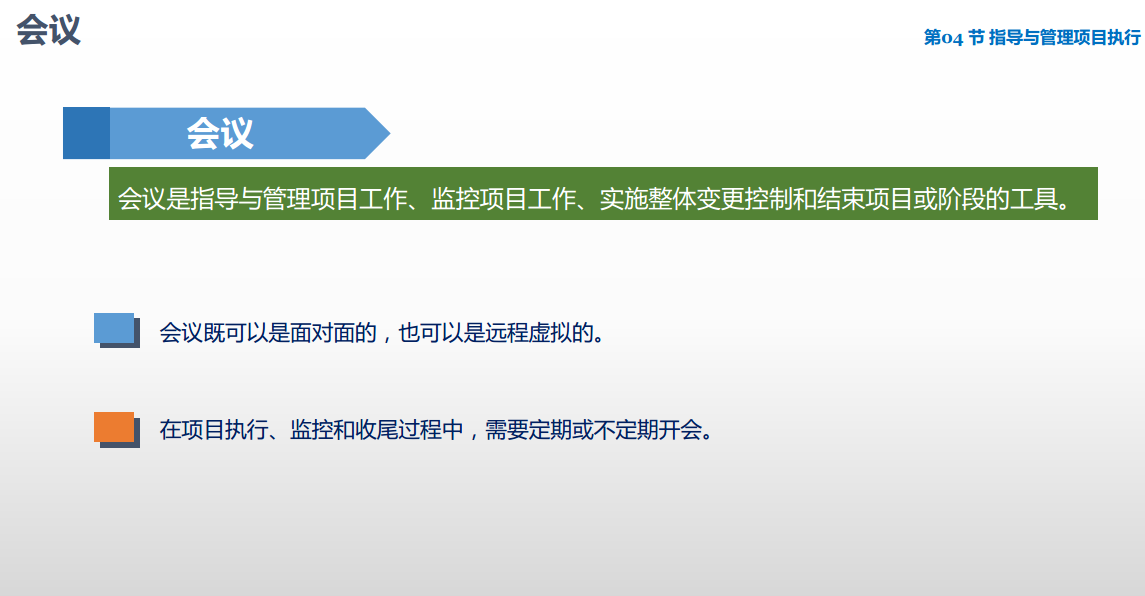 会议
第04 节 指导与管理项目执行
会议
会议是指导与管理项目工作、监控项目工作、实施整体变更控制和结束项目或阶段的工具。
会议既可以是面对面的，也可以是远程虚拟的。
在项目执行、监控和收尾过程中，需要定期或不定期开会。